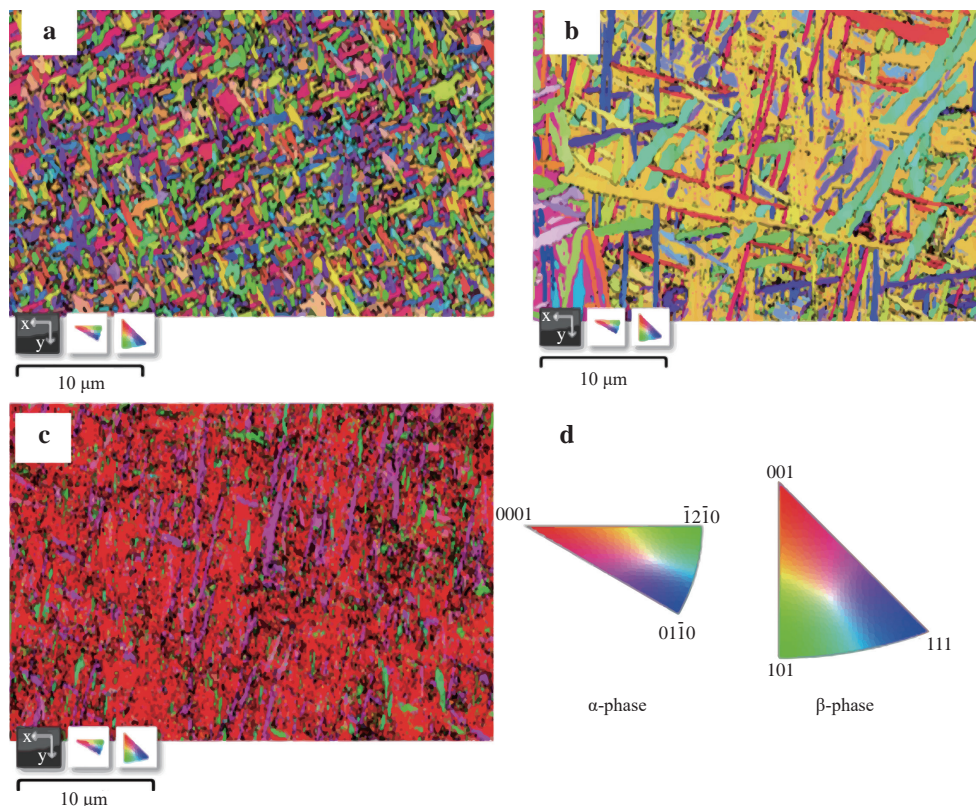 a
b
x
y
x
y
10 μm
10 μm
c
d
0001
1̄21̄0
011̄0
001
101
111
α-phase
β-phase
x
y
10 μm